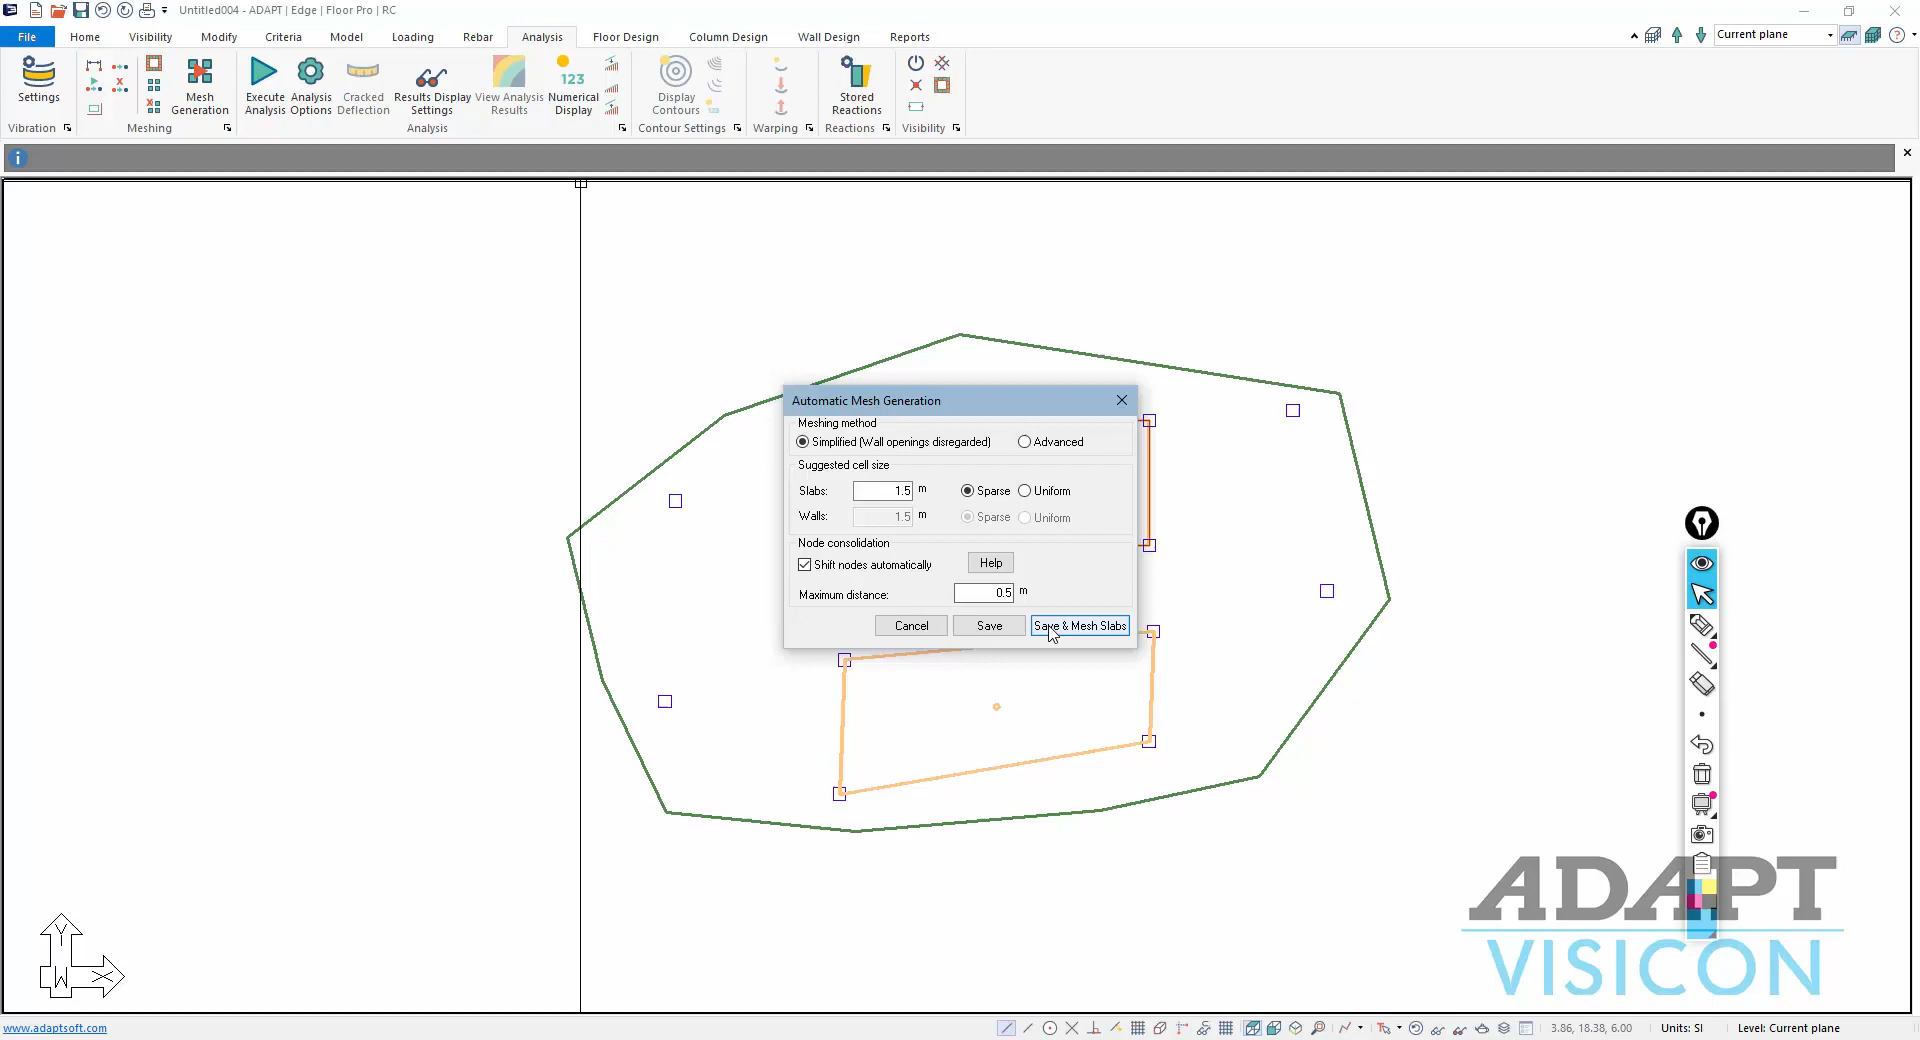 Untitled004 - ADAPT | Edge | Floor Pro | RC
File Home Visibility Modify Criteria Model Loading Rebar Analysis Floor Design Column Design Wall Design Reports
Current plane
Settings
Mesh Generation
Execute Analysis
Analysis Options
Cracked Deflection
Results Display Settings
View Analysis Results
123
Numerical Display
Display Contours
Stored Reactions
Vibration Meshing Analysis Contour Settings Warping Reactions Visibility
Automatic Mesh Generation
Meshing method
Simplified (Wall openings disregarded) Advanced
Suggested cell size
Slabs: 1.5 m Sparse Uniform
Walls: 1.5 m Sparse Uniform
Node consolidation
Shift nodes automatically Help
Maximum distance: 0.5 m
Cancel Save Save & Mesh Slabs
ADAPT
VISICON
Y
W X
www.adaptsoft.com
3.86, 18.38, 6.00 Units: SI Level: Current plane